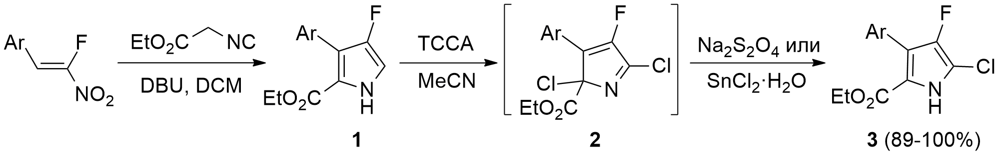 Ar F NO₂
EtO₂C NC
DBU, DCM
Ar F EtO₂C N H
1
TCCA
MeCN
Ar F Cl Cl N EtO₂C
2
Na₂S₂O₄ или
SnCl₂·H₂O
Ar F Cl EtO₂C N H
3 (89-100%)